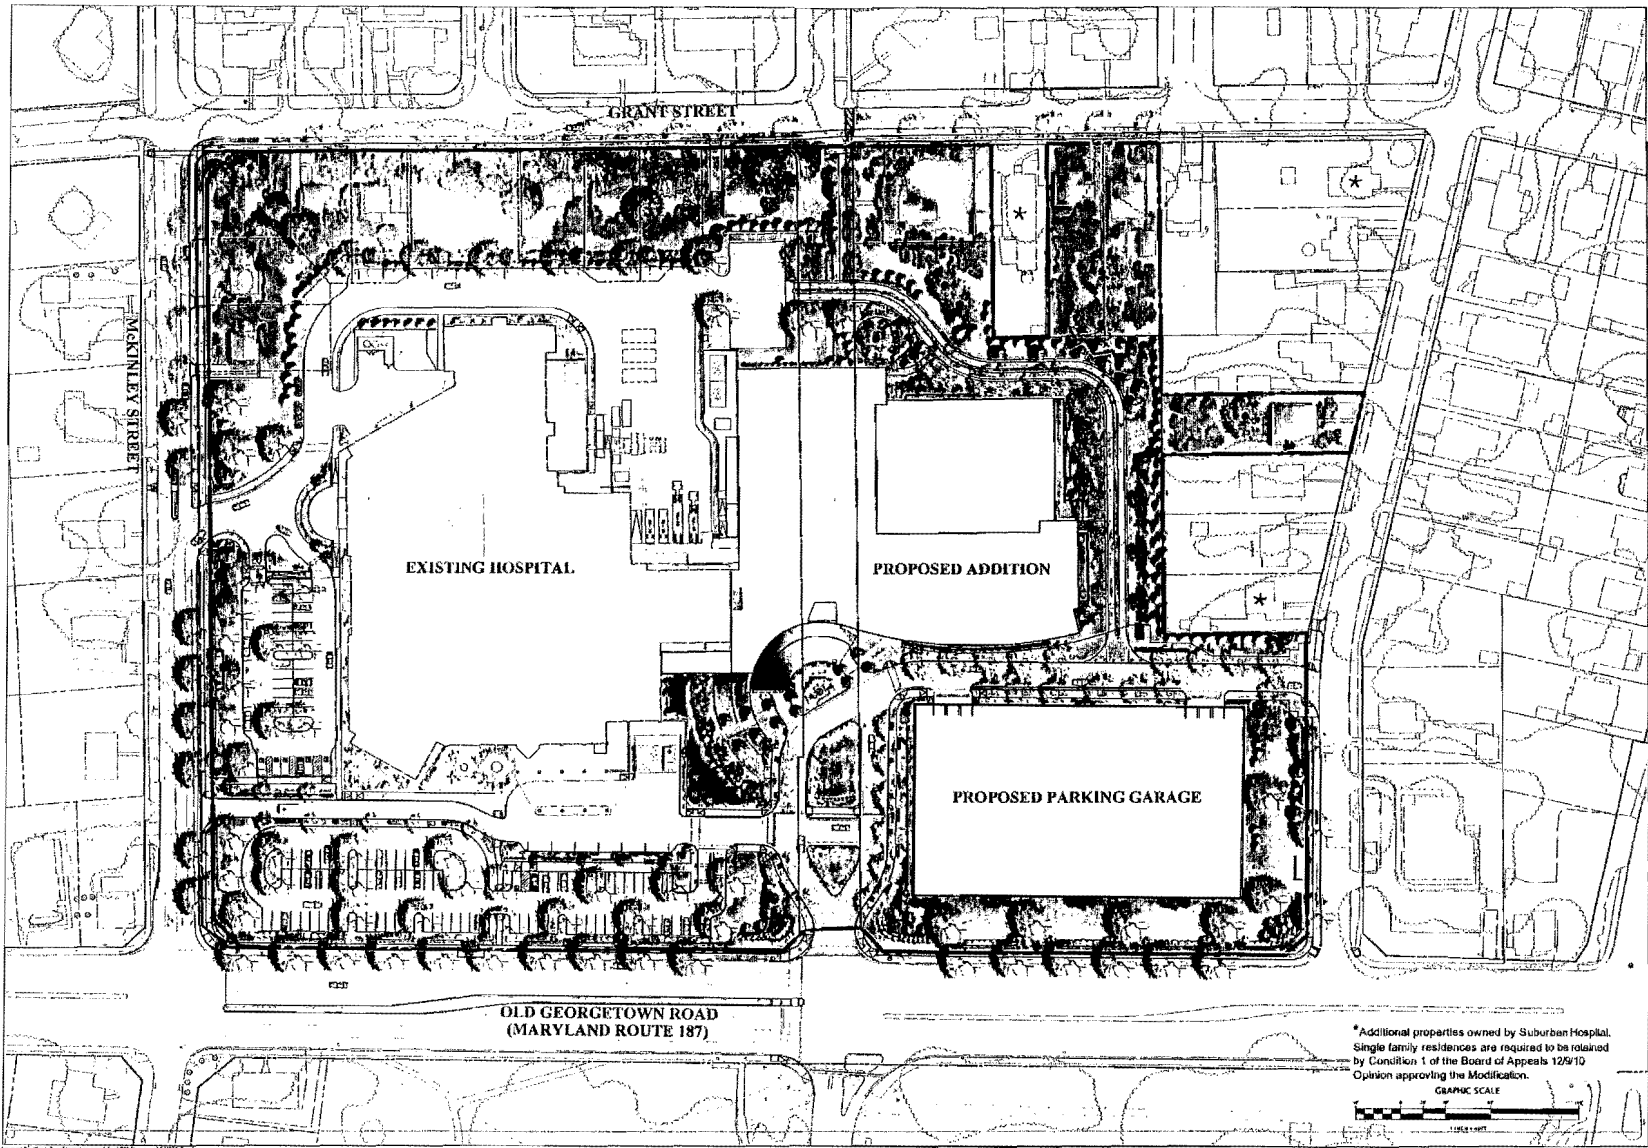 GRANT STREET
McKINLEY STREET
EXISTING HOSPITAL
PROPOSED ADDITION
PROPOSED PARKING GARAGE
OLD GEORGETOWN ROAD
(MARYLAND ROUTE 187)
*
*
*
*Additional properties owned by Suburban Hospital.
Single family residences are required to be retained
by Condition 1 of the Board of Appeals 12/9/10
Opinion approving the Modification.
GRAPHIC SCALE